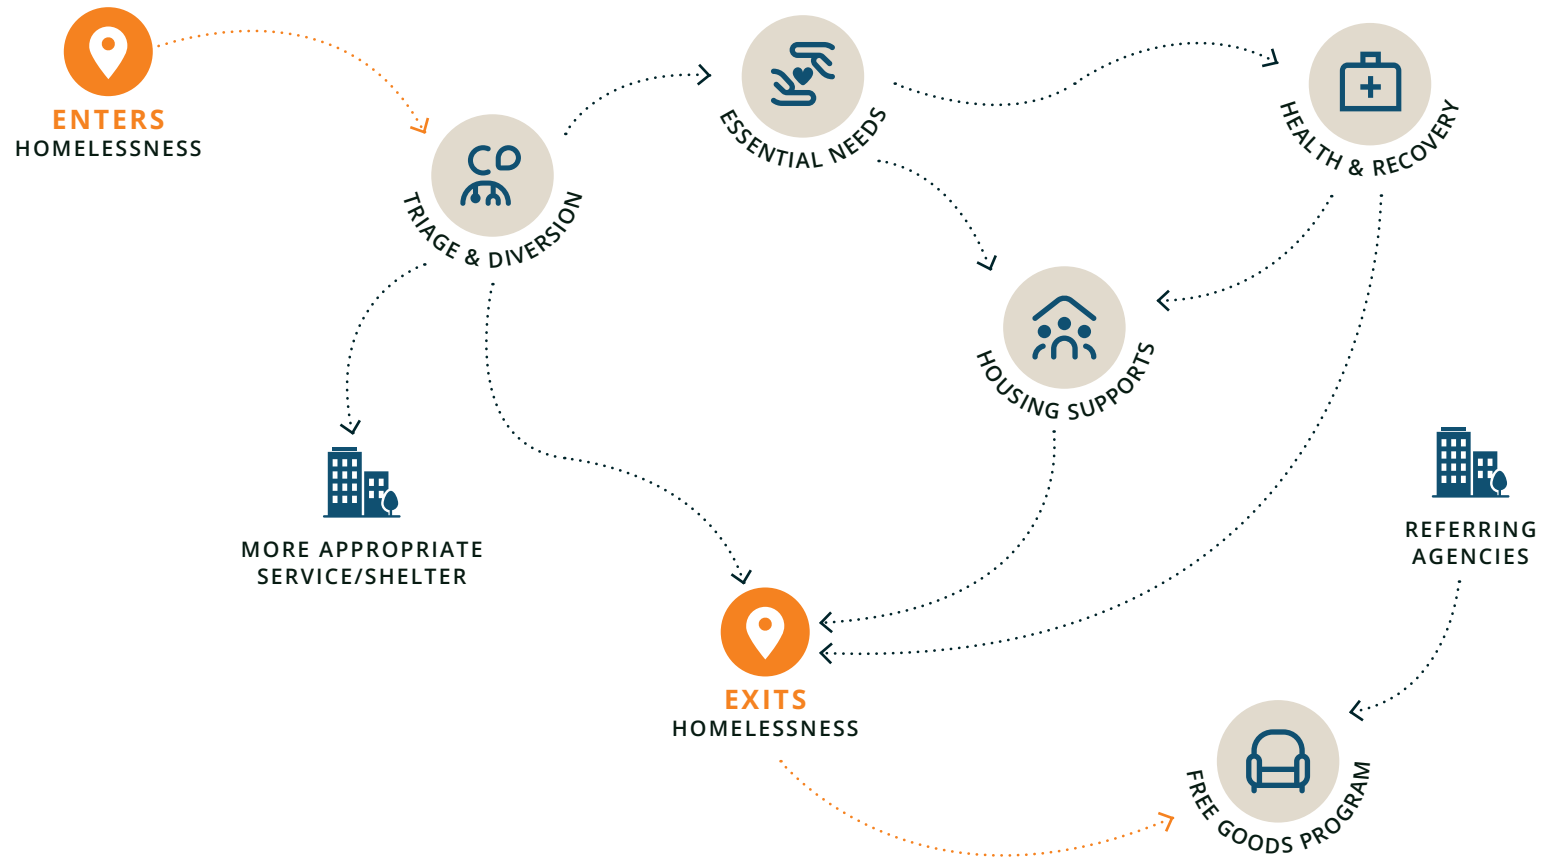 ENTERS
HOMELESSNESS
TRIAGE & DIVERSION
ESSENTIAL NEEDS
HEALTH & RECOVERY
HOUSING SUPPORTS
MORE APPROPRIATE
SERVICE/SHELTER
REFERRING
AGENCIES
EXITS
HOMELESSNESS
FREE GOODS PROGRAM